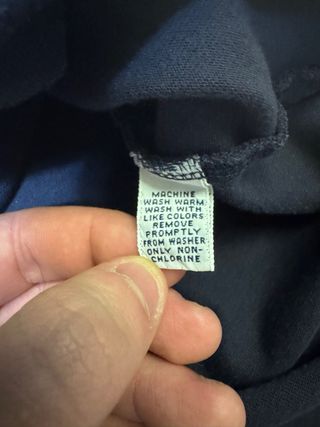 MACHINE
WASH WARM
WASH WITH
LIKE COLORS
REMOVE
PROMPTLY
FROM WASHER
ONLY NON-
CHLORINE